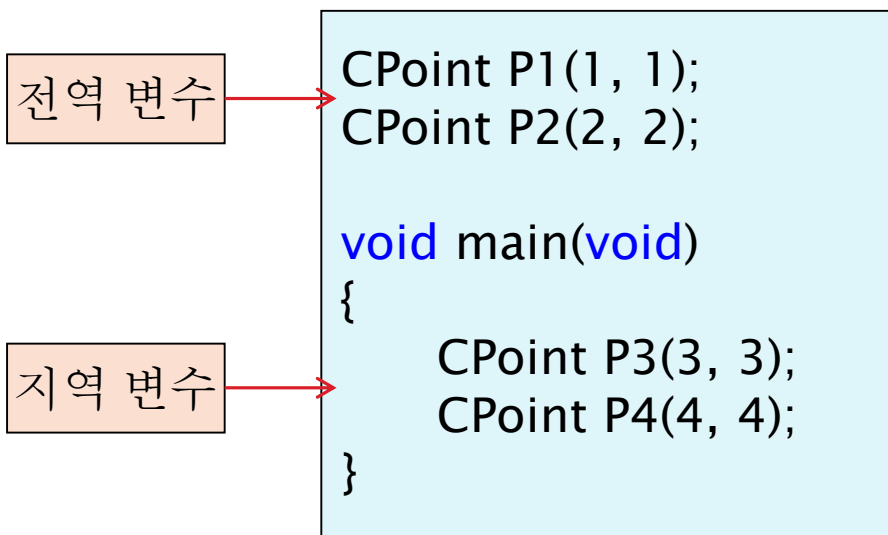 전역 변수
CPoint P1(1, 1);
CPoint P2(2, 2);
void main(void)
{
지역 변수
CPoint P3(3, 3);
CPoint P4(4, 4);
}